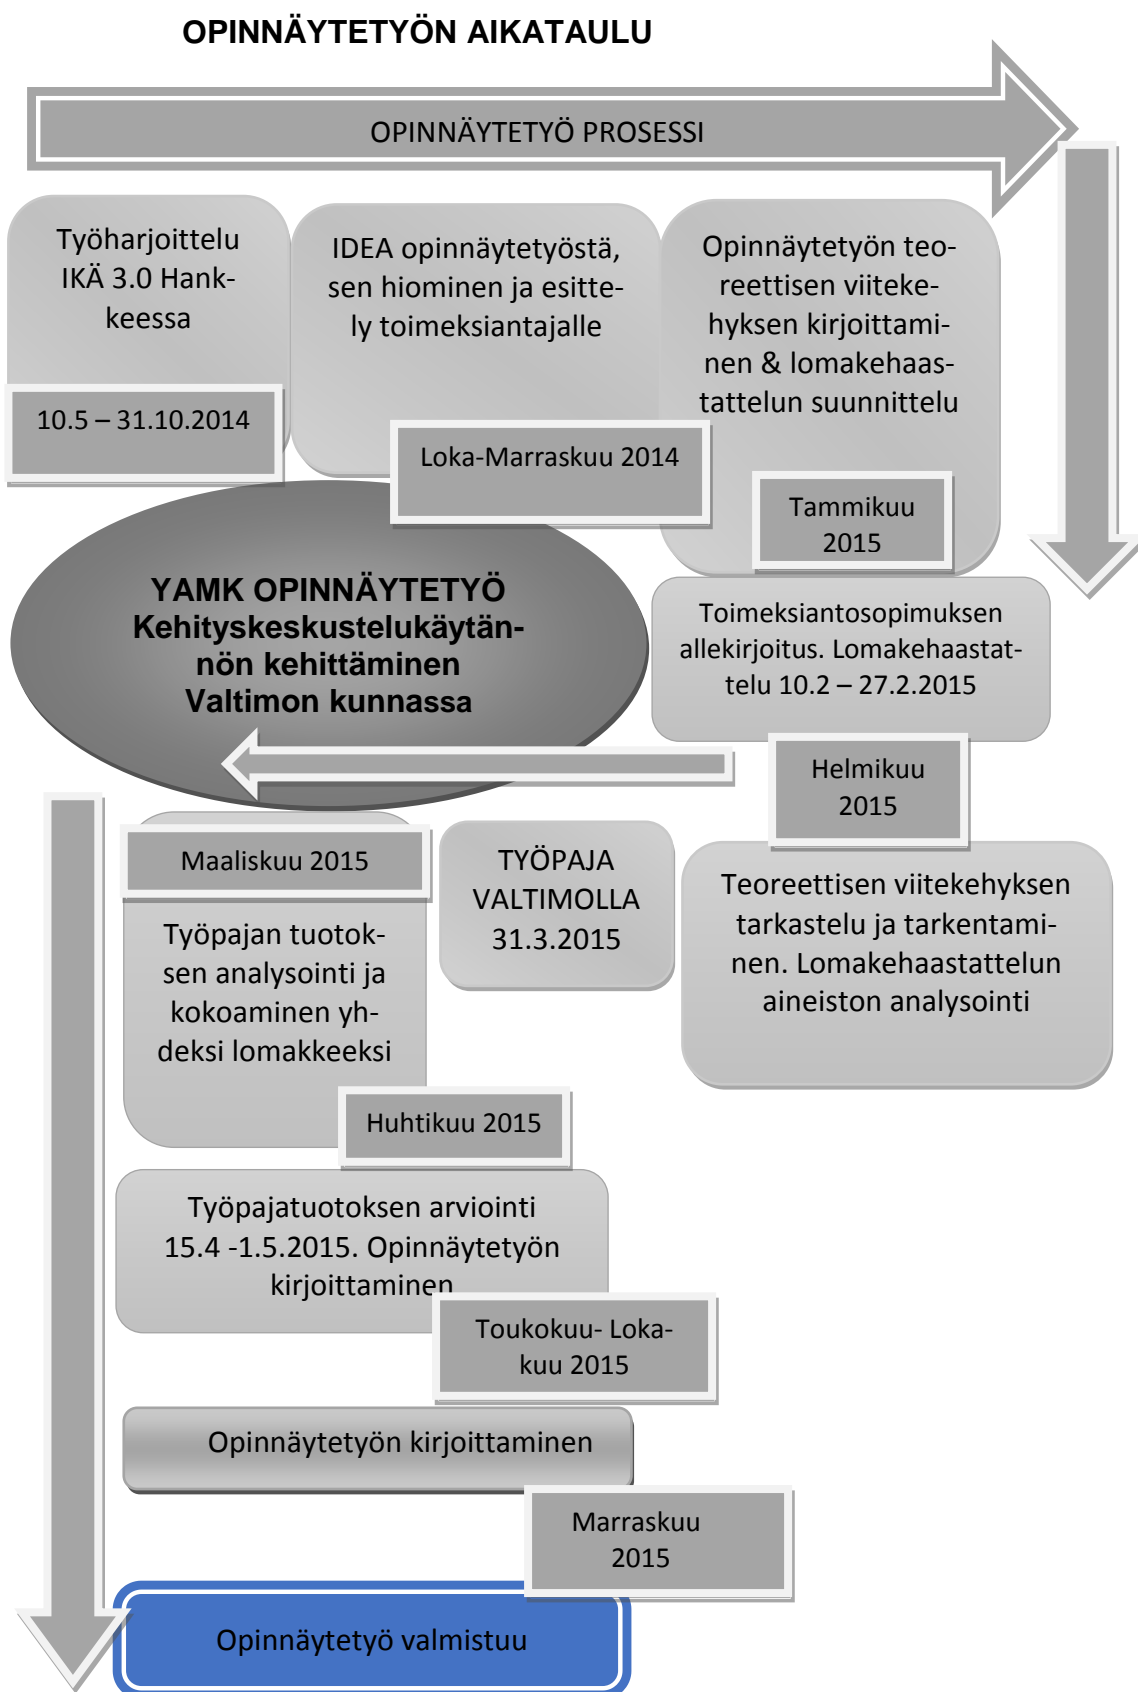 OPINNÄYTETYÖN AIKATAULU
OPINNÄYTETYÖ PROSESSI
Työharjoittelu
IKÄ 3.0 Hank-
keessa
10.5 – 31.10.2014
IDEA opinnäytetyöstä,
sen hiominen ja esitte-
ly toimeksiantajalle
Loka-Marraskuu 2014
Opinnäytetyön teo-
reettisen viiteke-
hyksen kirjoittami-
nen & lomakehaas-
tattelun suunnittelu
Tammikuu
2015
YAMK OPINNÄYTETYÖ
Kehityskeskustelukäytän-
nön kehittäminen
Valtimon kunnassa
Toimeksiantosopimuksen
allekirjoitus. Lomakehaastat-
telu 10.2 – 27.2.2015
Helmikuu
2015
Teoreettisen viitekehyksen
tarkastelu ja tarkentami-
nen. Lomakehaastattelun
aineiston analysointi
TYÖPAJA
VALTIMOLLA
31.3.2015
Maaliskuu 2015
Työpajan tuotok-
sen analysointi ja
kokoaminen yh-
deksi lomakkeeksi
Huhtikuu 2015
Työpajatuotoksen arviointi
15.4 -1.5.2015. Opinnäytetyön
kirjoittaminen
Toukokuu- Loka-
kuu 2015
Opinnäytetyön kirjoittaminen
Marraskuu
2015
Opinnäytetyö valmistuu